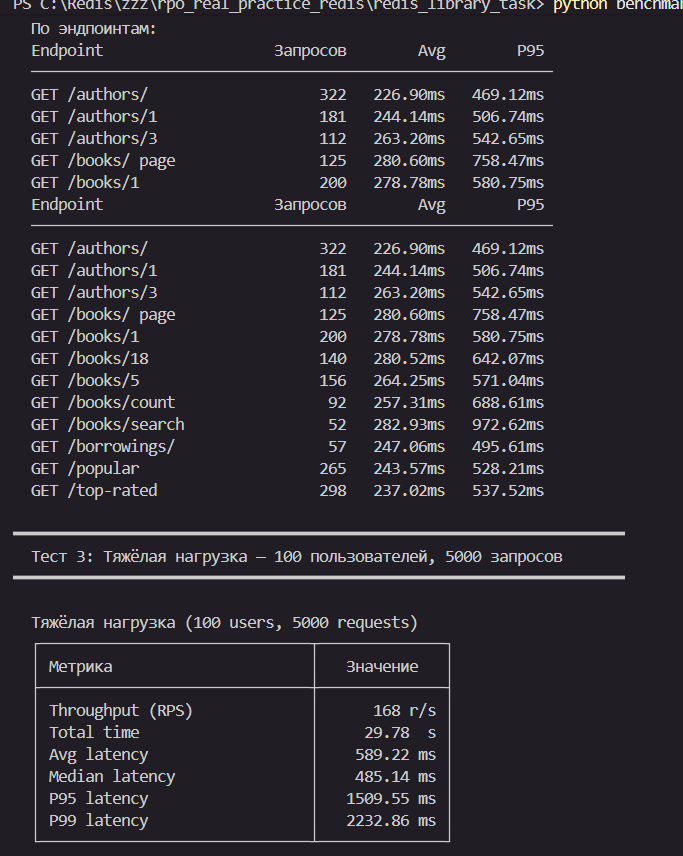 PS C:\Redis\zzz\rpo_real_practice_redis\redis_library_task> python benchmar
По эндпоинтам:
Endpoint Запросов Avg P95
GET /authors/ 322 226.90ms 469.12ms
GET /authors/1 181 244.14ms 506.74ms
GET /authors/3 112 263.20ms 542.65ms
GET /books/ page 125 280.60ms 758.47ms
GET /books/1 200 278.78ms 580.75ms
Endpoint Запросов Avg P95
GET /authors/ 322 226.90ms 469.12ms
GET /authors/1 181 244.14ms 506.74ms
GET /authors/3 112 263.20ms 542.65ms
GET /books/ page 125 280.60ms 758.47ms
GET /books/1 200 278.78ms 580.75ms
GET /books/18 140 280.52ms 642.07ms
GET /books/5 156 264.25ms 571.04ms
GET /books/count 92 257.31ms 688.61ms
GET /books/search 52 282.93ms 972.62ms
GET /borrowings/ 57 247.06ms 495.61ms
GET /popular 265 243.57ms 528.21ms
GET /top-rated 298 237.02ms 537.52ms
Тест 3: Тяжёлая нагрузка — 100 пользователей, 5000 запросов
Тяжёлая нагрузка (100 users, 5000 requests)
Метрика Значение
Throughput (RPS) 168 r/s
Total time 29.78 s
Avg latency 589.22 ms
Median latency 485.14 ms
P95 latency 1509.55 ms
P99 latency 2232.86 ms